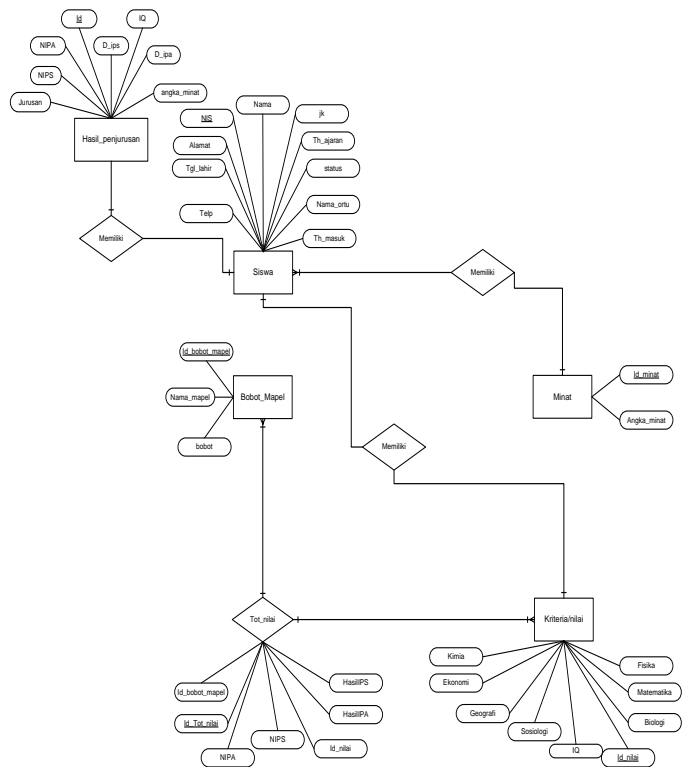 Id
IQ
NIPA
D_ips
D_ipa
NIPS
angka_minat
Jurusan
Hasil_penjurusan
Nama
NIS
jk
Alamat
Th_ajaran
Tgl_lahir
status
Nama_ortu
Telp
Th_masuk
Memiliki
Siswa
Memiliki
Id_bobot_mapel
Id_minat
Nama_mapel
Bobot_Mapel
Minat
Angka_minat
bobot
Memiliki
Tot_nilai
Kriteria/nilai
Kimia
Fisika
HasilIPS
Ekonomi
Id_bobot_mapel
Matematika
HasilIPA
Geografi
Id_Tot_nilai
Biologi
Sosiologi
NIPS
Id_nilai
IQ
NIPA
Id_nilai